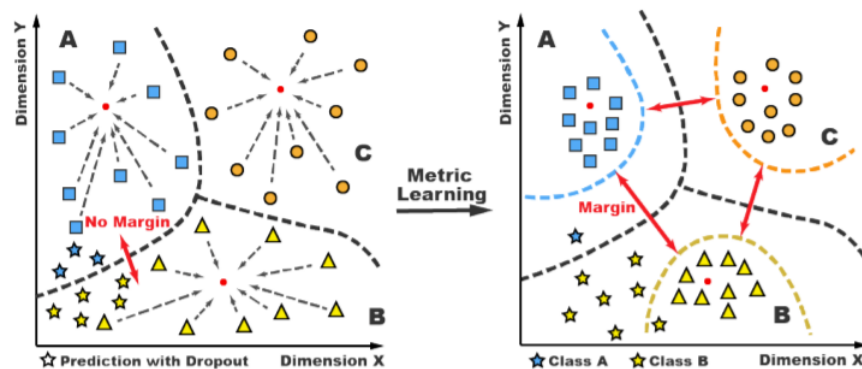 Dimension Y
A
C
No Margin
B
Prediction with Dropout
Dimension X
Metric
Learning
Dimension Y
A
C
Margin
B
Class A
Class B
Dimension X